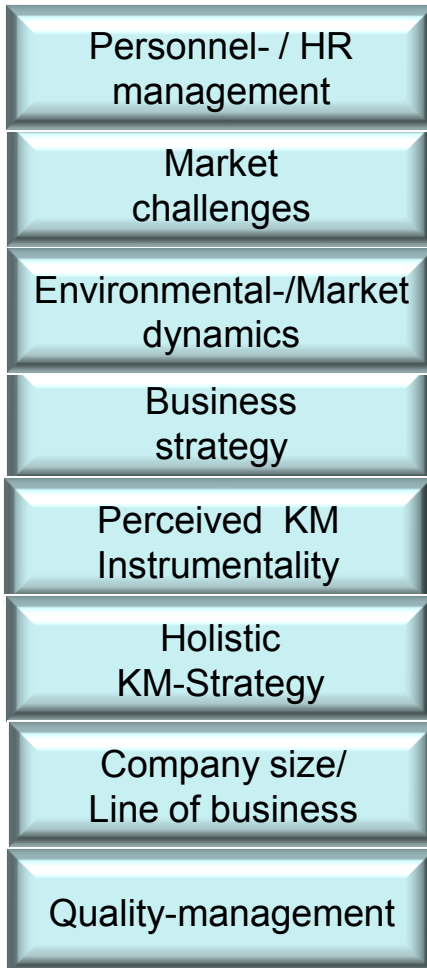 Personnel- / HR
management
Market
challenges
Environmental-/Market
dynamics
Business
strategy
Perceived KM
Instrumentality
Holistic
KM-Strategy
Company size/
Line of business
Quality-management